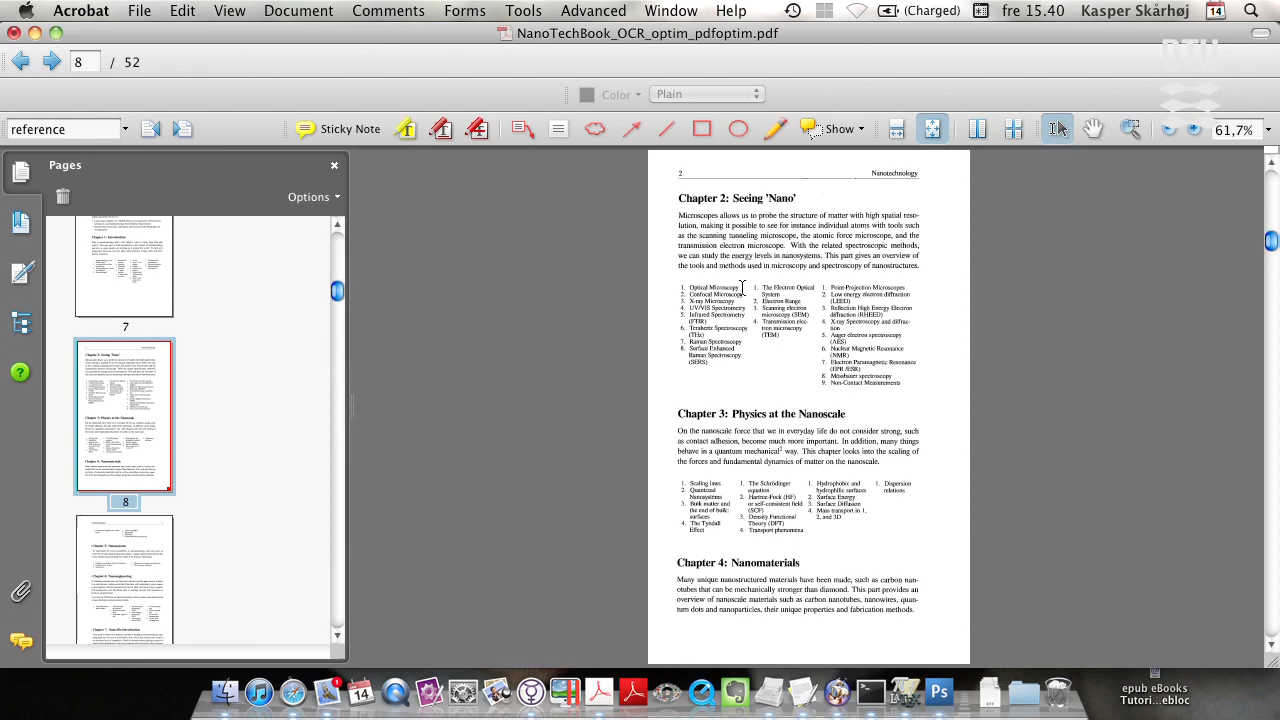 Acrobat File Edit View Document Comments Forms Tools Advanced Window Help (Charged) fre 15.40 Kasper Skårhøj 14
NanoTechBook_OCR_optim_pdfoptim.pdf
DTU
8 / 52
Color Plain
reference Sticky Note Show 61,7%
Pages
Options
7
8
2 Nanotechnology
Chapter 2: Seeing 'Nano'
Microscopes allows us to probe the structure of matter with high spatial reso-
lution, making it possible to see for instance individual atoms with tools such
as the scanning tunneling microscope, the atomic force microscope, and the
transmission electron microscope. With the related spectroscopic methods,
we can study the energy levels in nanosystems. This part gives an overview of
the tools and methods used in microscopy and spectroscopy of nanostructures.
1. Optical Microscopy
2. Confocal Microscopy
3. X-ray Microscopy
4. UV/VIS Spectrometry
5. Infrared Spectrometry
(FTIR)
6. Terahertz Spectroscopy
(THz)
7. Raman Spectroscopy
8. Surface Enhanced
Raman Spectroscopy
(SERS)
1. The Electron Optical
System
2. Electron Range
3. Scanning electron
microscopy (SEM)
4. Transmission elec-
tron microscopy
(TEM)
1. Point-Projection Microscopes
2. Low energy electron diffraction
(LEED)
3. Reflection High Energy Electron
diffraction (RHEED)
4. X-ray Spectroscopy and diffrac-
tion
5. Auger electron spectroscopy
(AES)
6. Nuclear Magnetic Resonance
(NMR)
7. Electron Paramagnetic Resonance
(EPR /ESR)
8. Mössbauer spectroscopy
9. Non-Contact Measurements
Chapter 3: Physics at the Nanoscale
On the nanoscale force that we in everyday life do not consider strong, such
as contact adhesion, become much more important. In addition, many things
behave in a quantum mechanical² way. This chapter looks into the scaling of
the forces and fundamental dynamics of matter on the nanoscale.
1. Scaling laws
2. Quantized
Nanosystems
3. Bulk matter and
the end of bulk:
surfaces
4. The Tyndall
Effect
1. The Schrödinger
equation
2. Hartree-Fock (HF)
or self-consistent field
(SCF)
3. Density Functional
Theory (DFT)
4. Transport phenomena
1. Hydrophobic and
hydrophilic surfaces
2. Surface Energy
3. Surface Diffusion
4. Mass transport in 1,
2, and 3D
1. Dispersion
relations
Chapter 4: Nanomaterials
Many unique nanostructured materials have been made, such as carbon nan-
otubes that can be mechanically stronger than diamond. This part provides an
overview of nanoscale materials such as carbon nanotubes, nanowires, quan-
tum dots and nanoparticles, their unique properties and fabrication methods.
epub eBooks
Tutori...ebloc